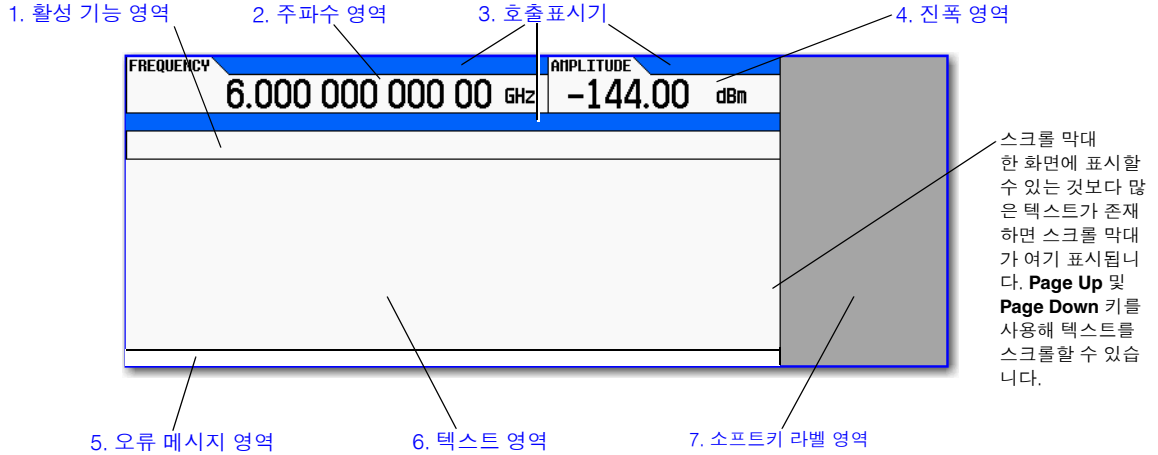 1. 활성 기능 영역
2. 주파수 영역
3. 호출표시기
4. 진폭 영역
FREQUENCY
6.000 000 000 00 GHz
AMPLITUDE
-144.00 dBm
스크롤 막대
한 화면에 표시할
수 있는 것보다 많
은 텍스트가 존재
하면 스크롤 막대
가 여기 표시됩니
다. Page Up 및
Page Down 키를
사용해 텍스트를
스크롤할 수 있습
니다.
5. 오류 메시지 영역
6. 텍스트 영역
7. 소프트키 라벨 영역